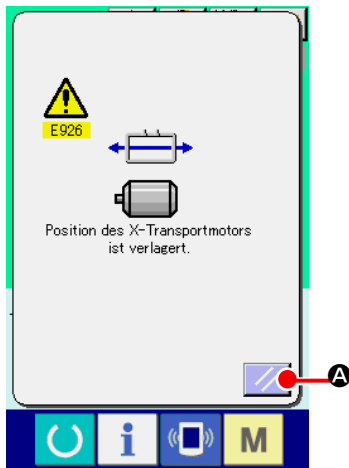 E926
Position des X-Transportmotors
ist verlagert.
A
i
M